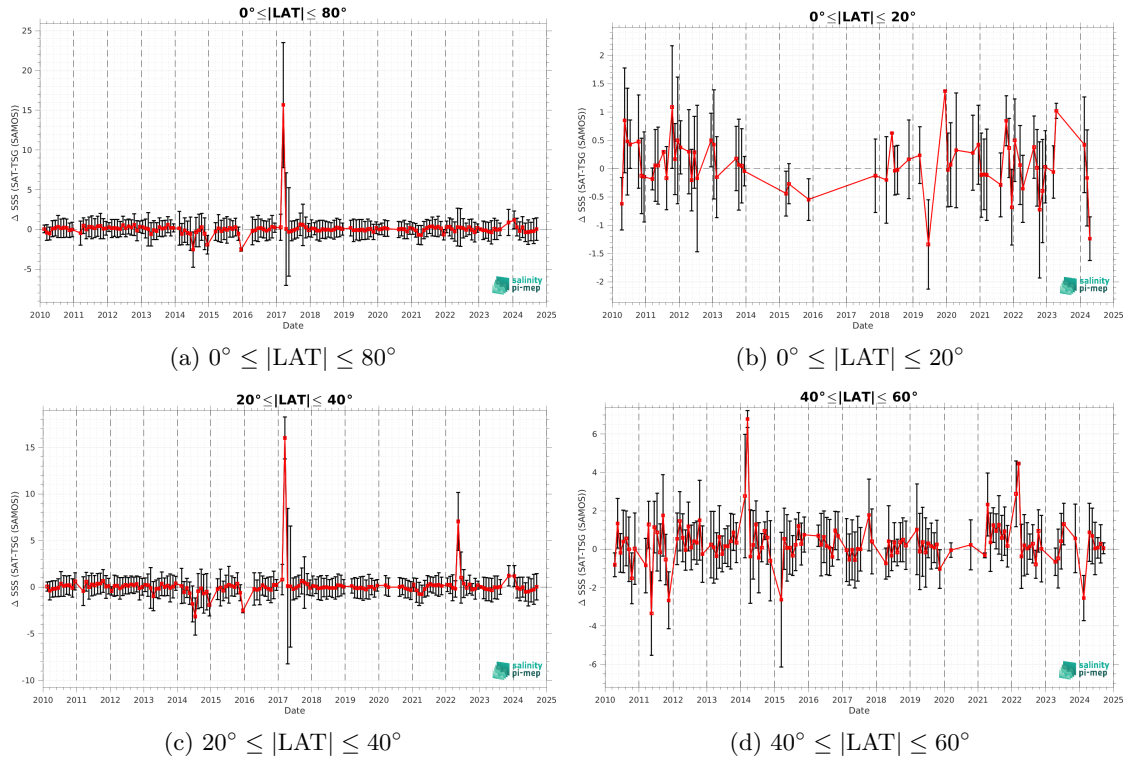 0°≤|LAT|≤ 80°
25
20
15
10
5
0
-5
Δ SSS (SAT-TSG (SAMOS))
2010 2011 2012 2013 2014 2015 2016 2017 2018 2019 2020 2021 2022 2023 2024 2025
Date
salinity
pi-mep
(a) 0° ≤ |LAT| ≤ 80°
0°≤|LAT|≤ 20°
2
1.5
1
0.5
0
-0.5
-1
-1.5
-2
Δ SSS (SAT-TSG (SAMOS))
2010 2011 2012 2013 2014 2015 2016 2017 2018 2019 2020 2021 2022 2023 2024 2025
Date
salinity
pi-mep
(b) 0° ≤ |LAT| ≤ 20°
20°≤|LAT|≤ 40°
15
10
5
0
-5
-10
Δ SSS (SAT-TSG (SAMOS))
2010 2011 2012 2013 2014 2015 2016 2017 2018 2019 2020 2021 2022 2023 2024 2025
Date
salinity
pi-mep
(c) 20° ≤ |LAT| ≤ 40°
40°≤|LAT|≤ 60°
6
4
2
0
-2
-4
-6
Δ SSS (SAT-TSG (SAMOS))
2010 2011 2012 2013 2014 2015 2016 2017 2018 2019 2020 2021 2022 2023 2024 2025
Date
salinity
pi-mep
(d) 40° ≤ |LAT| ≤ 60°